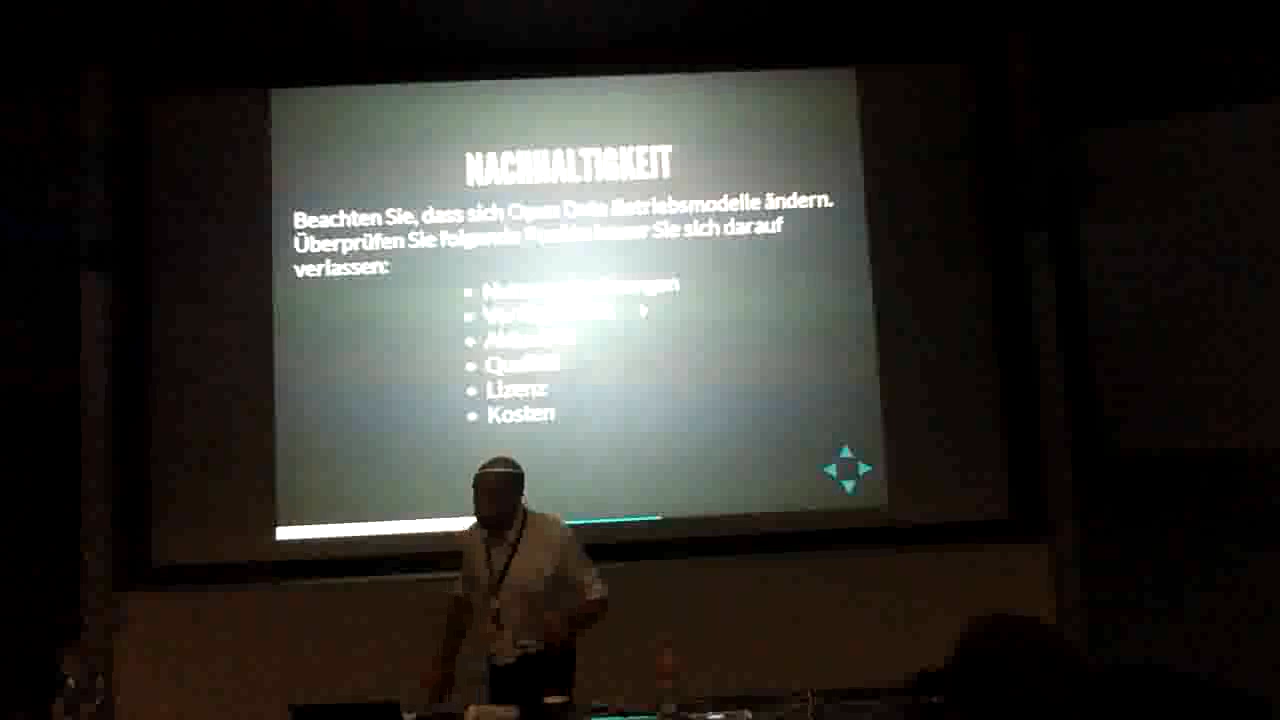 NACHHALTIGKEIT
Beachten Sie, dass sich Open Data Betriebsmodelle ändern.
Überprüfen Sie folgende Punkte bevor Sie sich darauf
verlassen:
Qualität
Lizenz
Kosten